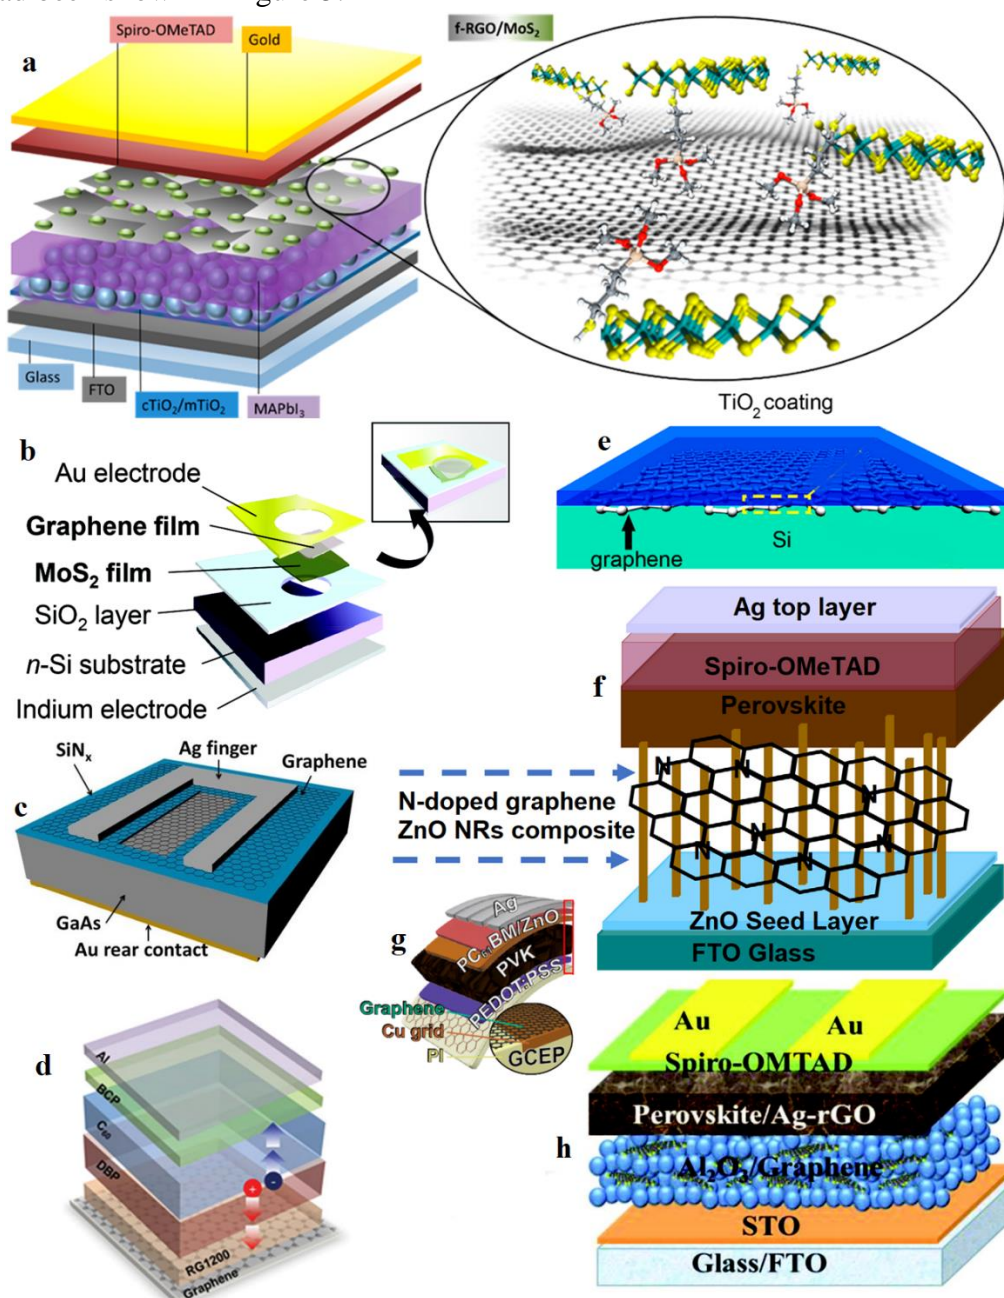 Spiro-OMeTAD
Gold
f-RGO/MoS₂
a
Glass
FTO
cTiO₂/mTiO₂
MAPbI₃
b
Au electrode
Graphene film
MoS₂ film
SiO₂ layer
n-Si substrate
Indium electrode
TiO₂ coating
e
graphene
Si
SiNₓ
Ag finger
Graphene
c
GaAs
Au rear contact
Ag top layer
Spiro-OMeTAD
f
Perovskite
N-doped graphene
ZnO NRs composite
N
N
N
N
N
N
ZnO Seed Layer
FTO Glass
g
Ag
PC₆₁BM/ZnO
PVK
PEDOT:PSS
Graphene
Cu grid
PI
GCEP
d
Al
BCP
C₆₀
DBP
+
-
RG1200
Graphene
Au
Au
Spiro-OMTAD
Perovskite/Ag-rGO
h
Al₂O₃/Graphene
STO
Glass/FTO